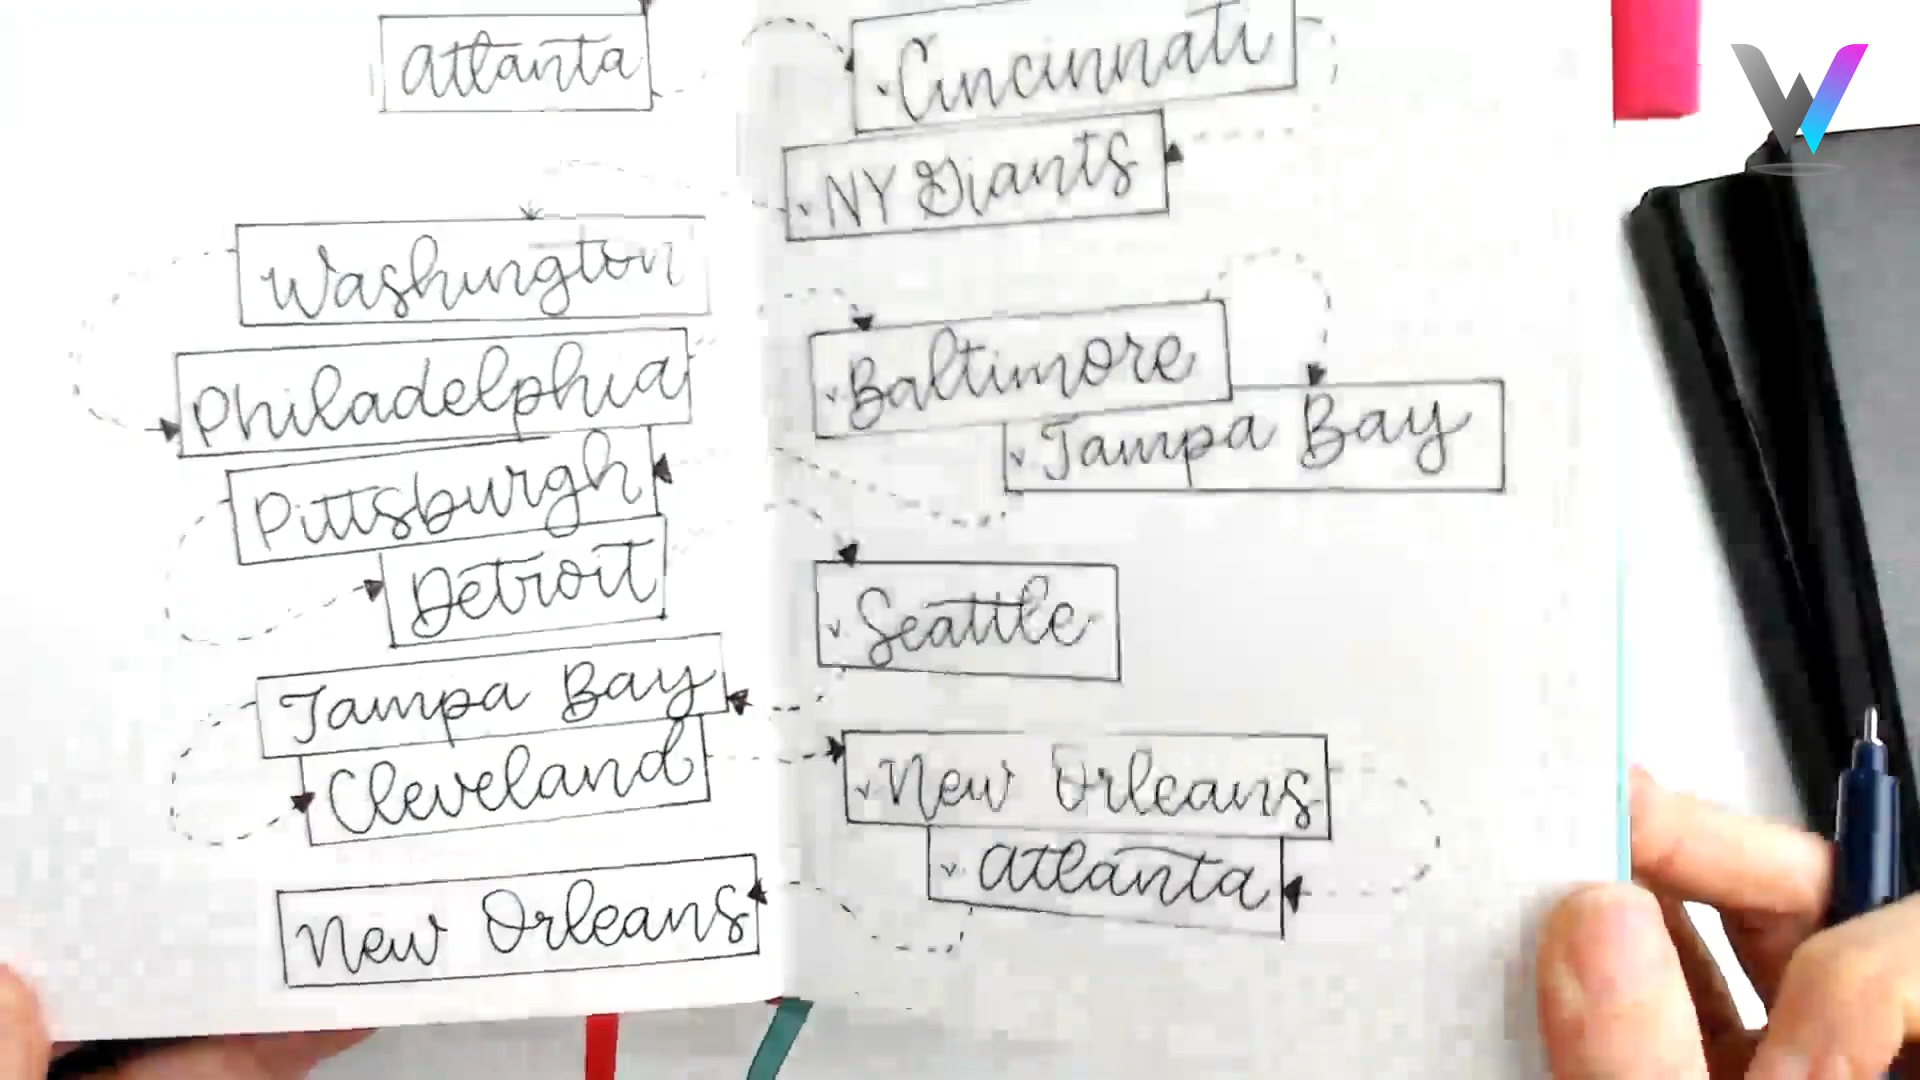 Atlanta
Washington
Philadelphia
Pittsburgh
Detroit
Tampa Bay
Cleveland
New Orleans
v. Cincinnati
v. NY Giants
v. Baltimore
v. Tampa Bay
v. Seattle
v. New Orleans
v. Atlanta
W